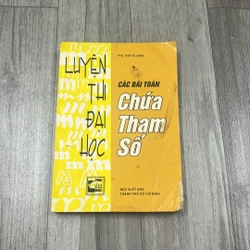 LUYỆN
THI
ĐẠI
HỌC
CÁC BÀI TOÁN
Chứa
Tham
Số
NHÀ XUẤT BẢN
THÀNH PHỐ HỒ CHÍ MINH